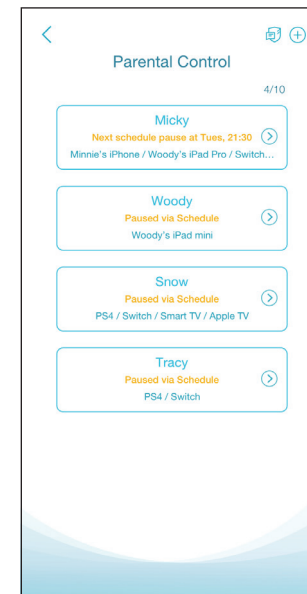 Parental Control
4/10
Micky
Next schedule pause at Tues, 21:30
Minnie's iPhone / Woody's iPad Pro / Switch...
Woody
Paused via Schedule
Woody's iPad mini
Snow
Paused via Schedule
PS4 / Switch / Smart TV / Apple TV
Tracy
Paused via Schedule
PS4 / Switch